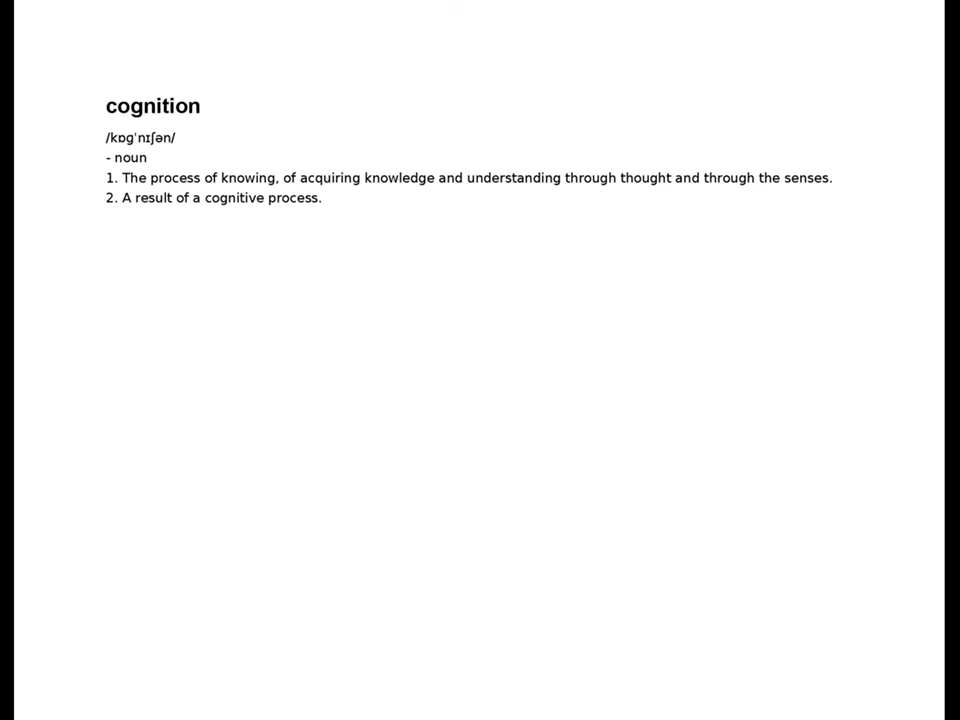 cognition
/kɒɡˈnɪʃən/
- noun
1. The process of knowing, of acquiring knowledge and understanding through thought and through the senses.
2. A result of a cognitive process.